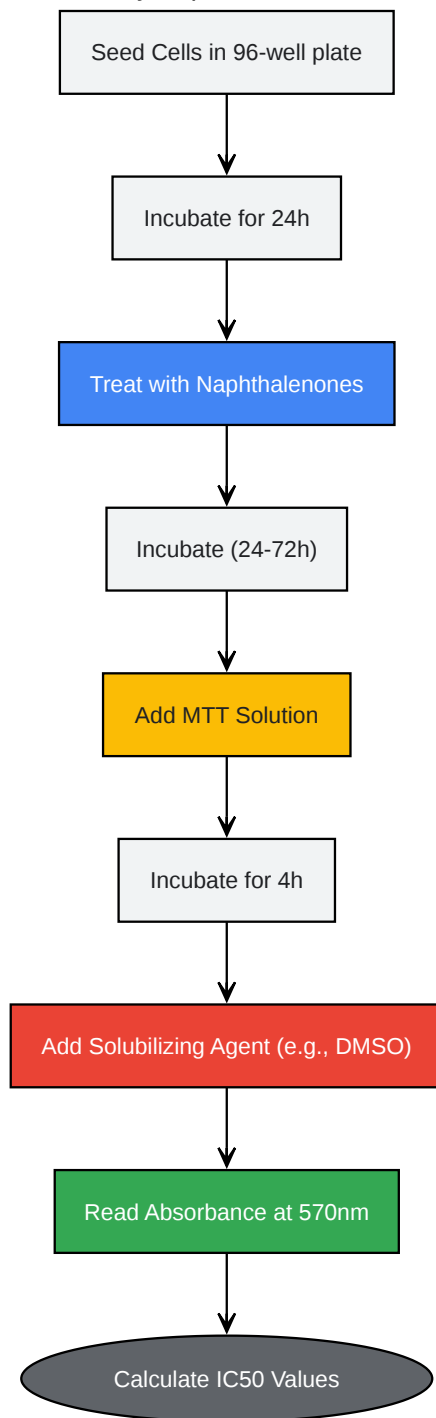 Seed Cells in 96-well plate
Incubate for 24h
Treat with Naphthalenones
Incubate (24-72h)
Add MTT Solution
Incubate for 4h
Add Solubilizing Agent (e.g., DMSO)
Read Absorbance at 570nm
Calculate IC50 Values